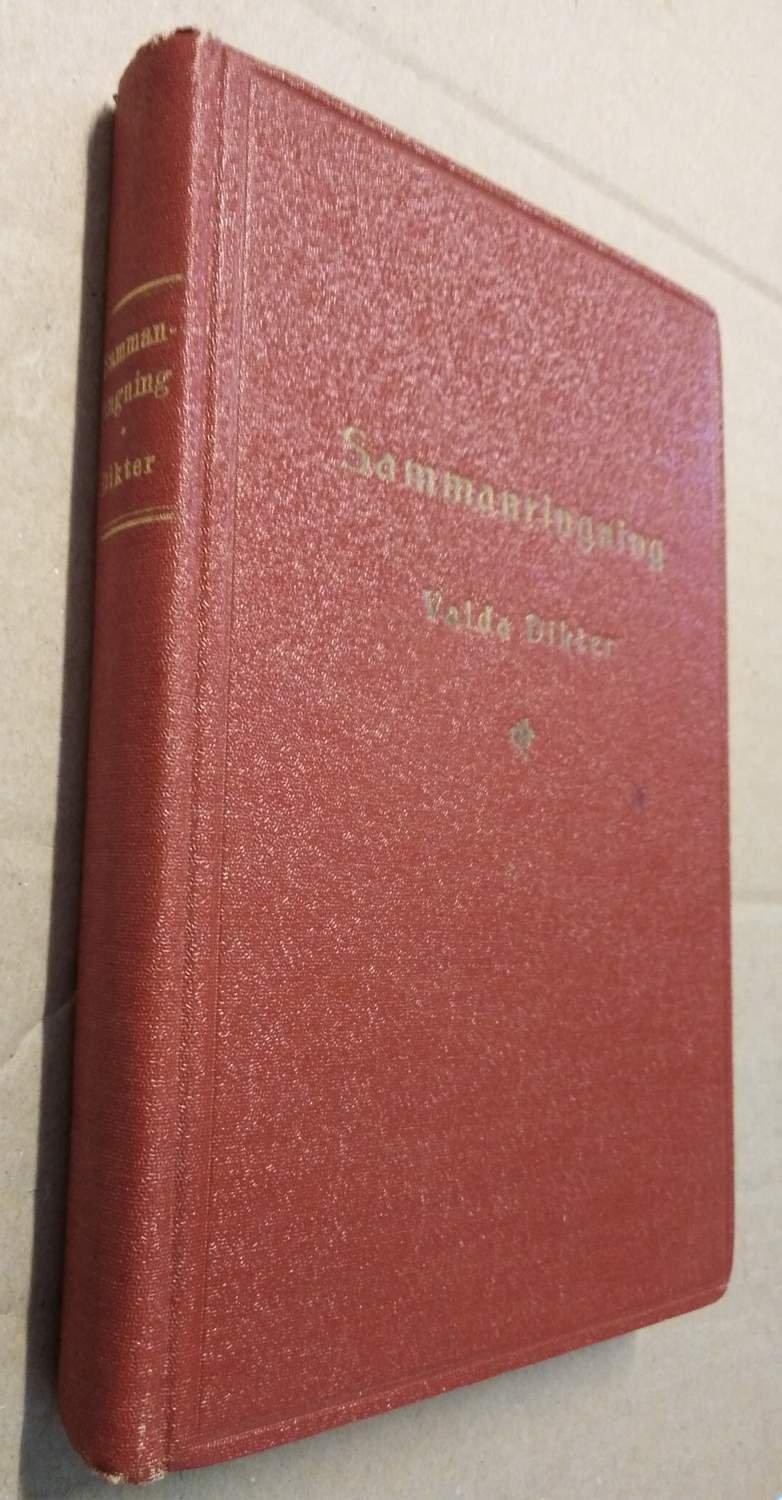 Samman-
ringning
Dikter
Sammanringning
Valda Dikter